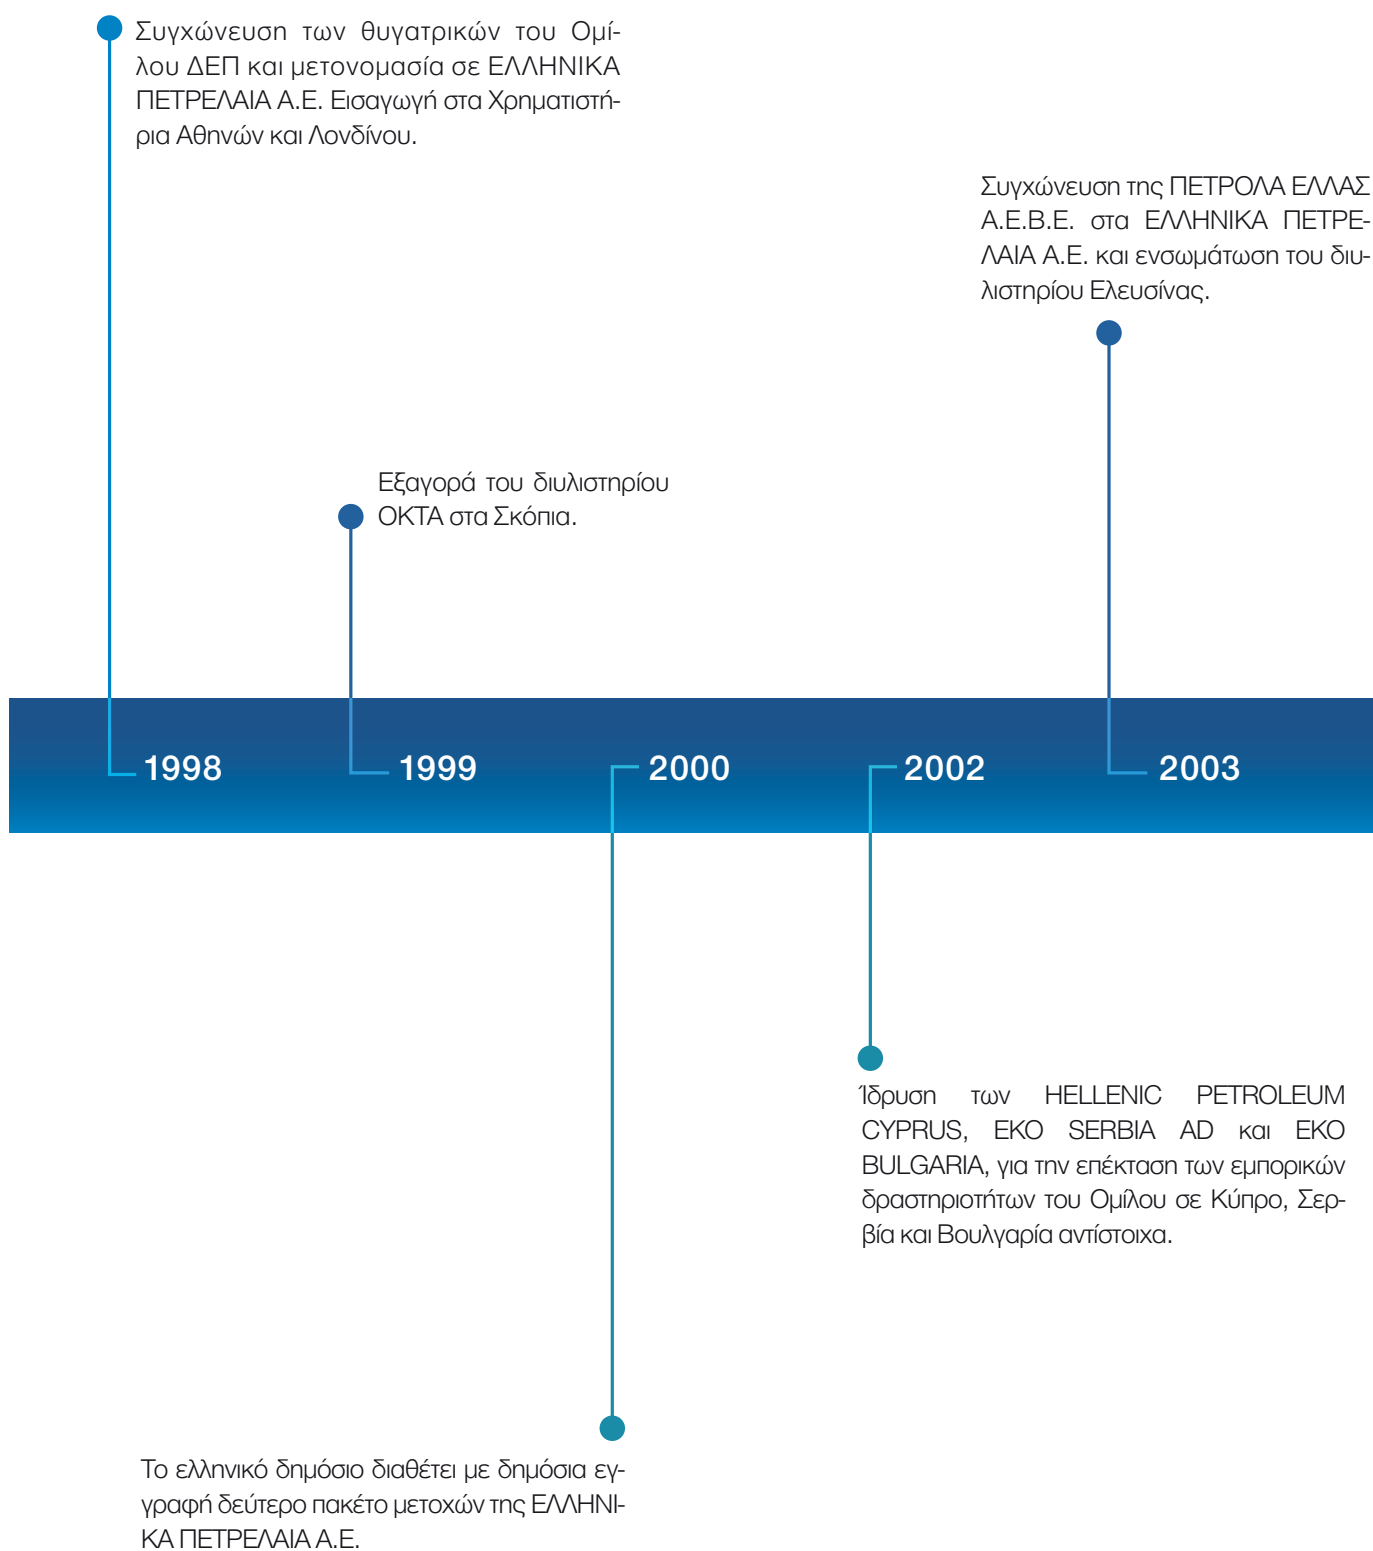 Συγχώνευση των θυγατρικών του Ομί-
λου ΔΕΠ και μετονομασία σε ΕΛΛΗΝΙΚΑ
ΠΕΤΡΕΛΑΙΑ Α.Ε. Εισαγωγή στα Χρηματιστή-
ρια Αθηνών και Λονδίνου.
Συγχώνευση της ΠΕΤΡΟΛΑ ΕΛΛΑΣ
Α.Ε.Β.Ε. στα ΕΛΛΗΝΙΚΑ ΠΕΤΡΕ-
ΛΑΙΑ Α.Ε. και ενσωμάτωση του διυ-
λιστηρίου Ελευσίνας.
Εξαγορά του διυλιστηρίου
ΟΚΤΑ στα Σκόπια.
1998
1999
2000
2002
2003
Ίδρυση των HELLENIC PETROLEUM
CYPRUS, EKO SERBIA AD και EKO
BULGARIA, για την επέκταση των εμπορικών
δραστηριοτήτων του Ομίλου σε Κύπρο, Σερ-
βία και Βουλγαρία αντίστοιχα.
Το ελληνικό δημόσιο διαθέτει με δημόσια εγ-
γραφή δεύτερο πακέτο μετοχών της ΕΛΛΗΝΙ-
ΚΑ ΠΕΤΡΕΛΑΙΑ Α.Ε.